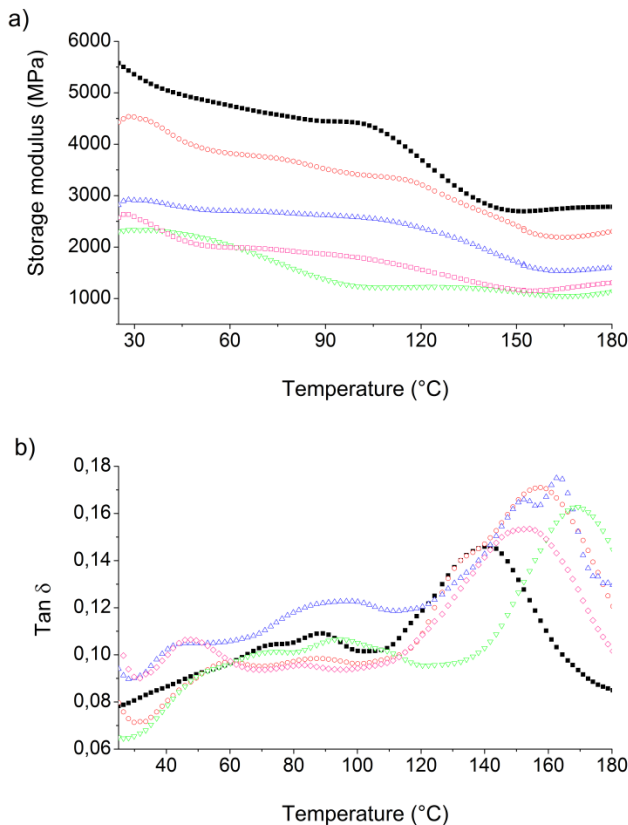 a)
6000
5000
4000
3000
2000
1000
Storage modulus (MPa)
30 60 90 120 150 180
Temperature (°C)
b)
0,18
0,16
0,14
0,12
0,10
0,08
0,06
Tan δ
40 60 80 100 120 140 160 180
Temperature (°C)